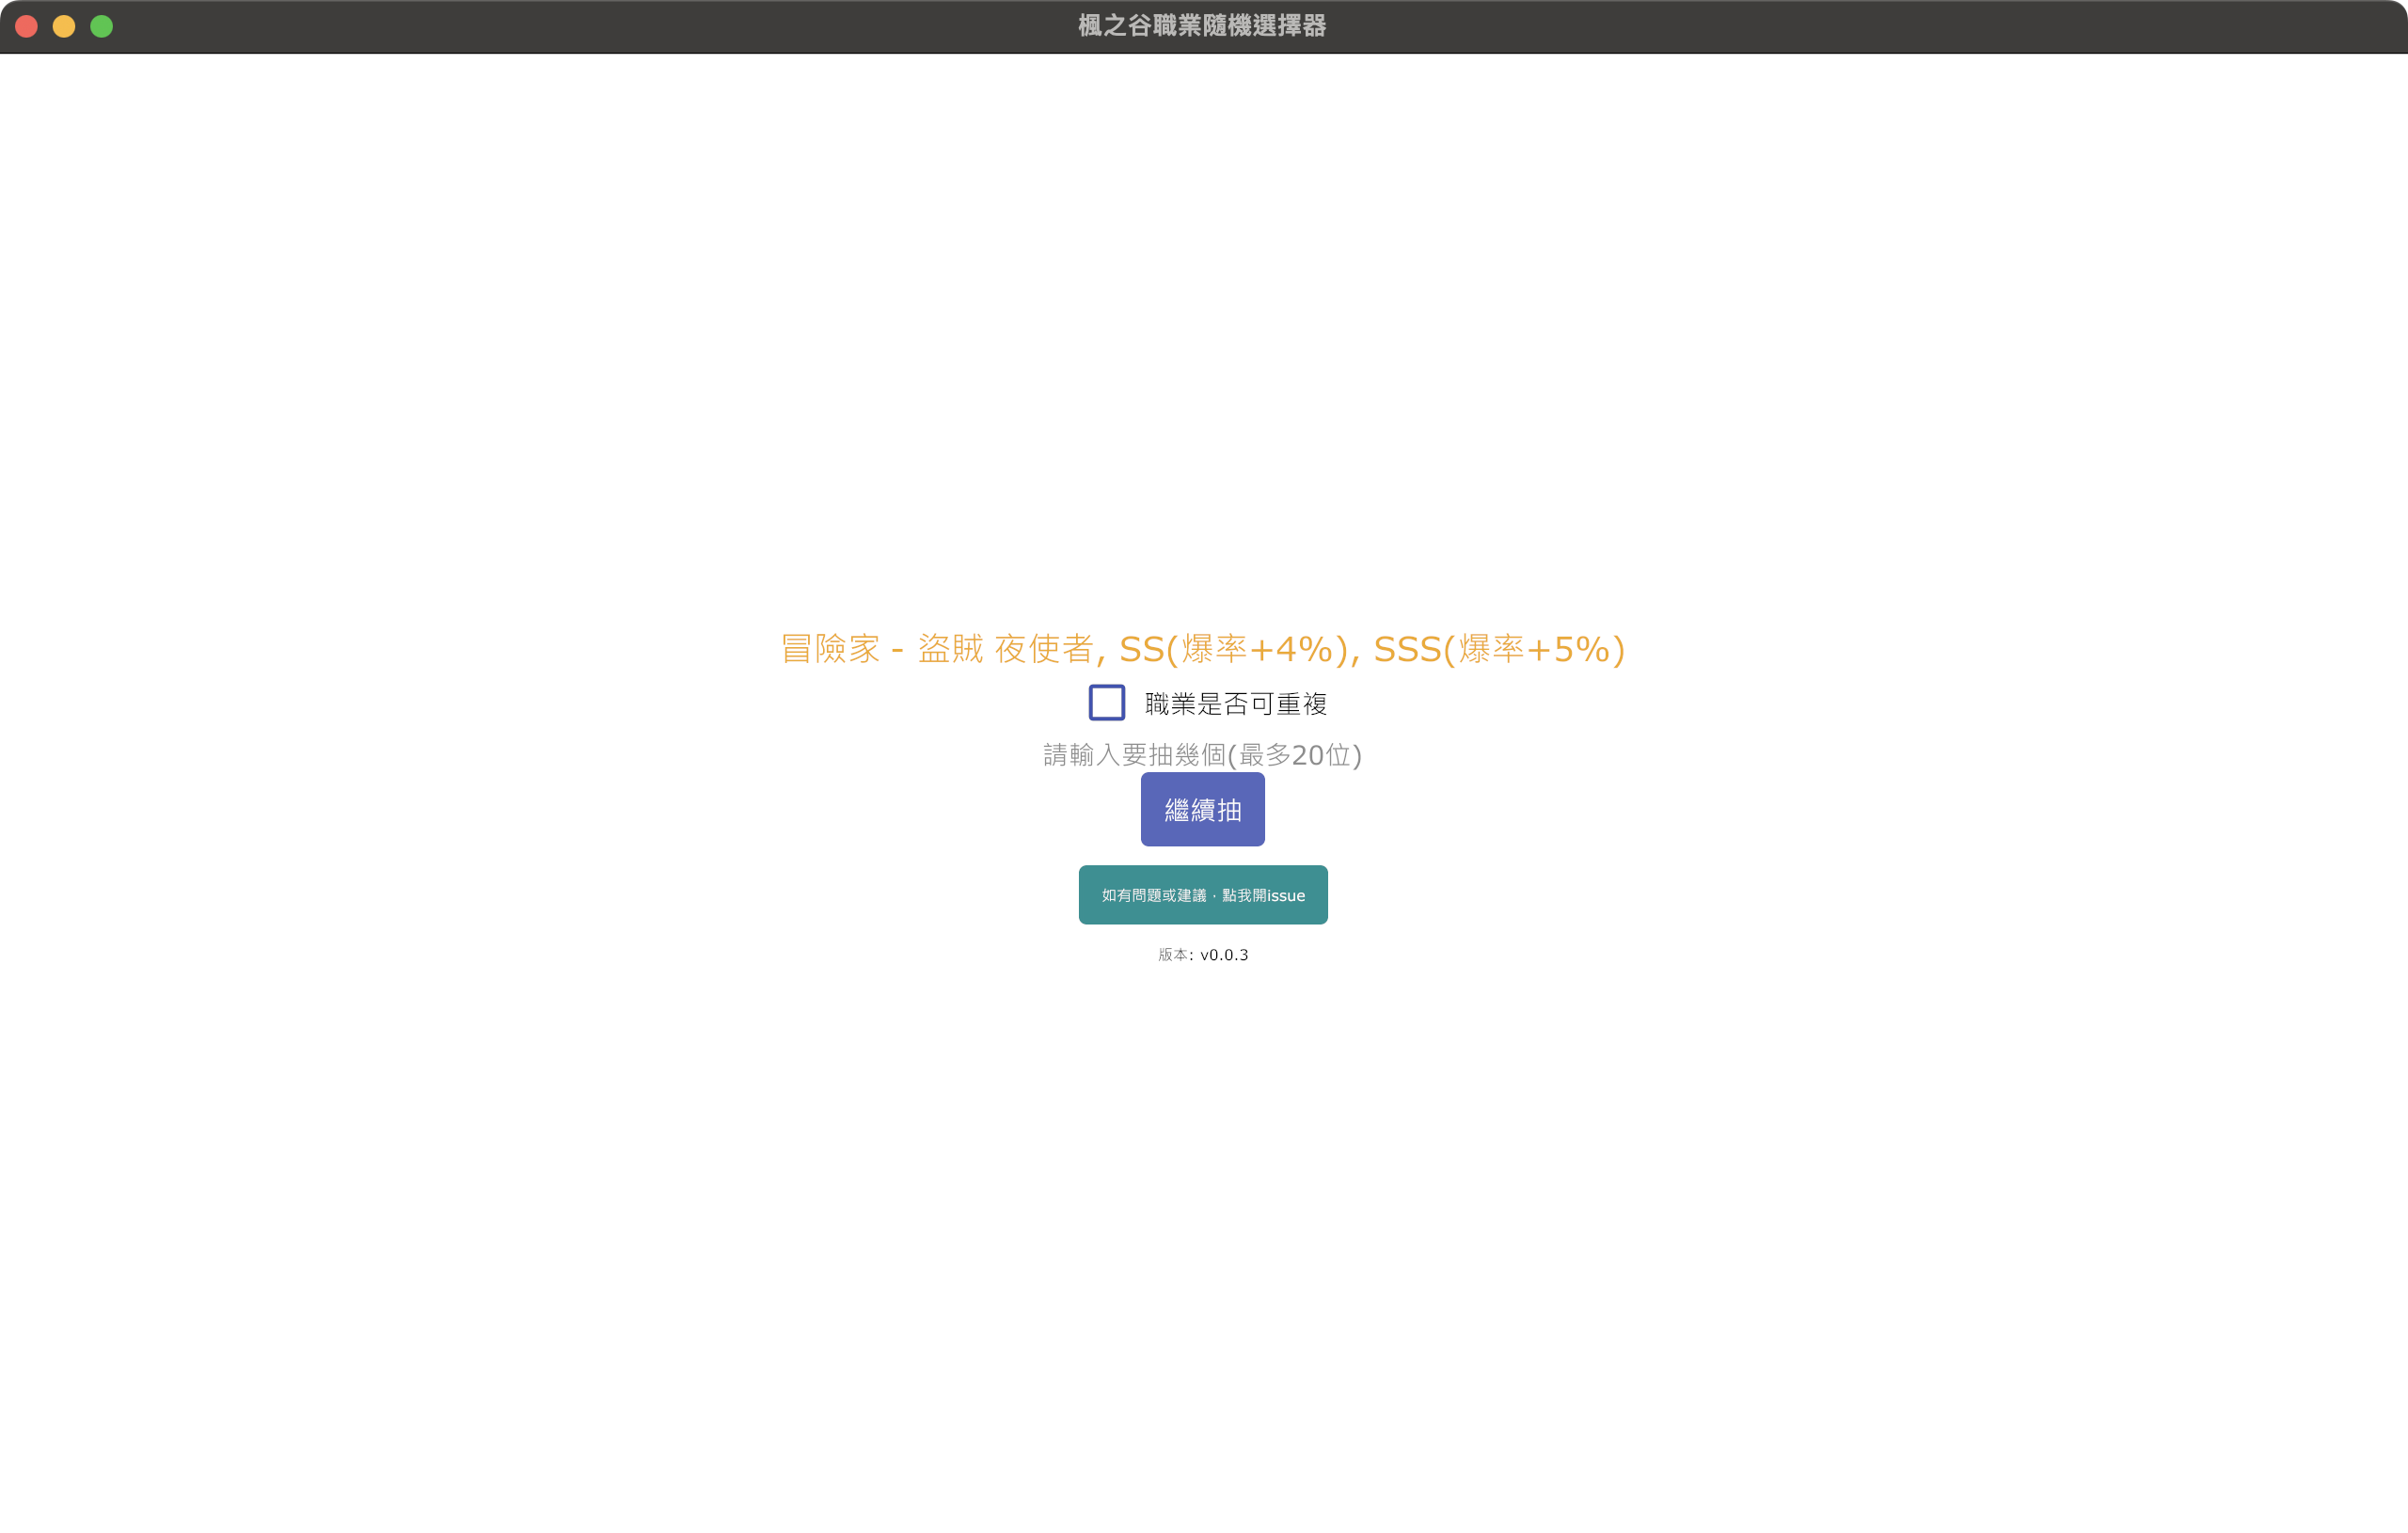 楓之谷職業隨機選擇器
冒險家 - 盜賊 夜使者, SS(爆率+4%), SSS(爆率+5%)
職業是否可重複
請輸入要抽幾個(最多20位)
繼續抽
如有問題或建議，點我開issue
版本: v0.0.3